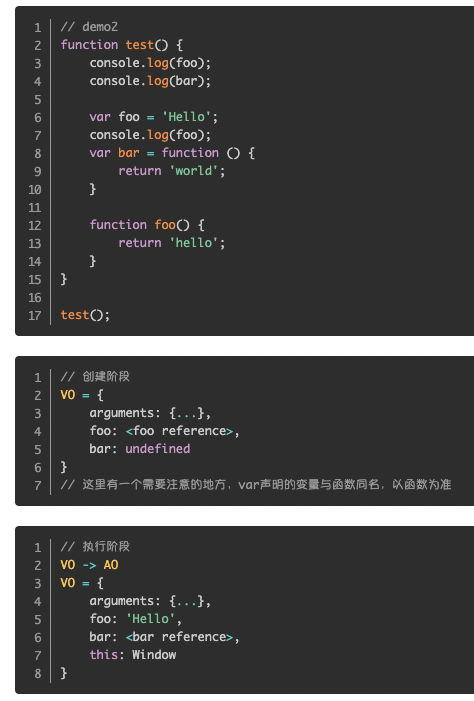 1 // demo2
2 function test() {
3     console.log(foo);
4     console.log(bar);
5
6     var foo = 'Hello';
7     console.log(foo);
8     var bar = function () {
9         return 'world';
10     }
11
12     function foo() {
13         return 'hello';
14     }
15 }
16
17 test();
1 // 创建阶段
2 VO = {
3     arguments: {...},
4     foo: <foo reference>,
5     bar: undefined
6 }
7 // 这里有一个需要注意的地方，var声明的变量与函数同名，以函数为准
1 // 执行阶段
2 VO -> AO
3 VO = {
4     arguments: {...},
5     foo: 'Hello',
6     bar: <bar reference>,
7     this: Window
8 }